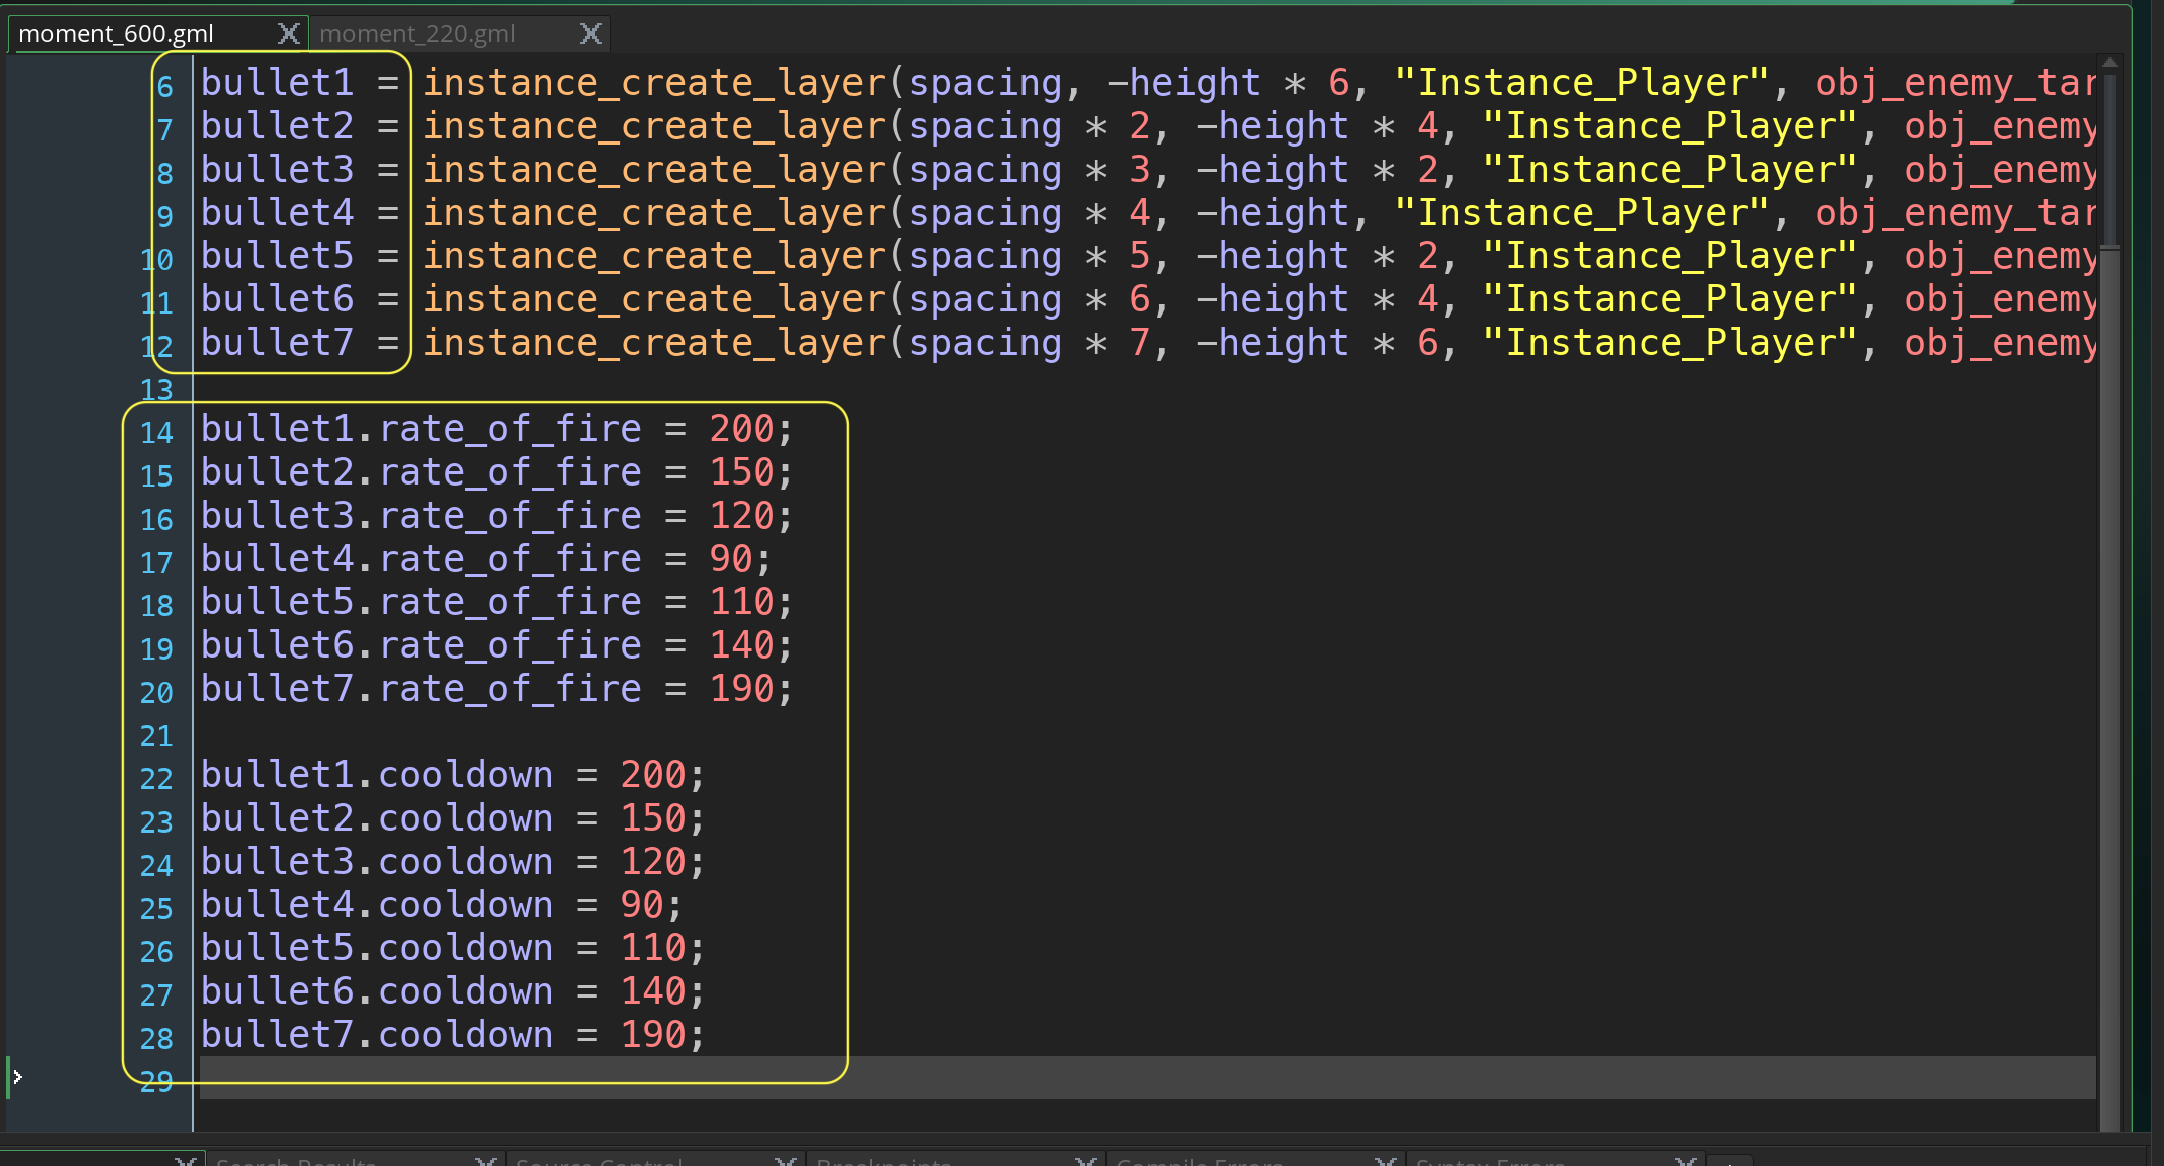 moment_600.gml
moment_220.gml
6 bullet1 = instance_create_layer(spacing, -height * 6, "Instance_Player", obj_enemy_tar
7 bullet2 = instance_create_layer(spacing * 2, -height * 4, "Instance_Player", obj_enemy
8 bullet3 = instance_create_layer(spacing * 3, -height * 2, "Instance_Player", obj_enemy
9 bullet4 = instance_create_layer(spacing * 4, -height, "Instance_Player", obj_enemy_tar
10 bullet5 = instance_create_layer(spacing * 5, -height * 2, "Instance_Player", obj_enemy
11 bullet6 = instance_create_layer(spacing * 6, -height * 4, "Instance_Player", obj_enemy
12 bullet7 = instance_create_layer(spacing * 7, -height * 6, "Instance_Player", obj_enemy
13
14 bullet1.rate_of_fire = 200;
15 bullet2.rate_of_fire = 150;
16 bullet3.rate_of_fire = 120;
17 bullet4.rate_of_fire = 90;
18 bullet5.rate_of_fire = 110;
19 bullet6.rate_of_fire = 140;
20 bullet7.rate_of_fire = 190;
21
22 bullet1.cooldown = 200;
23 bullet2.cooldown = 150;
24 bullet3.cooldown = 120;
25 bullet4.cooldown = 90;
26 bullet5.cooldown = 110;
27 bullet6.cooldown = 140;
28 bullet7.cooldown = 190;
29
Search Results
Source Control
Breakpoints
Compile Errors
Syntax Errors